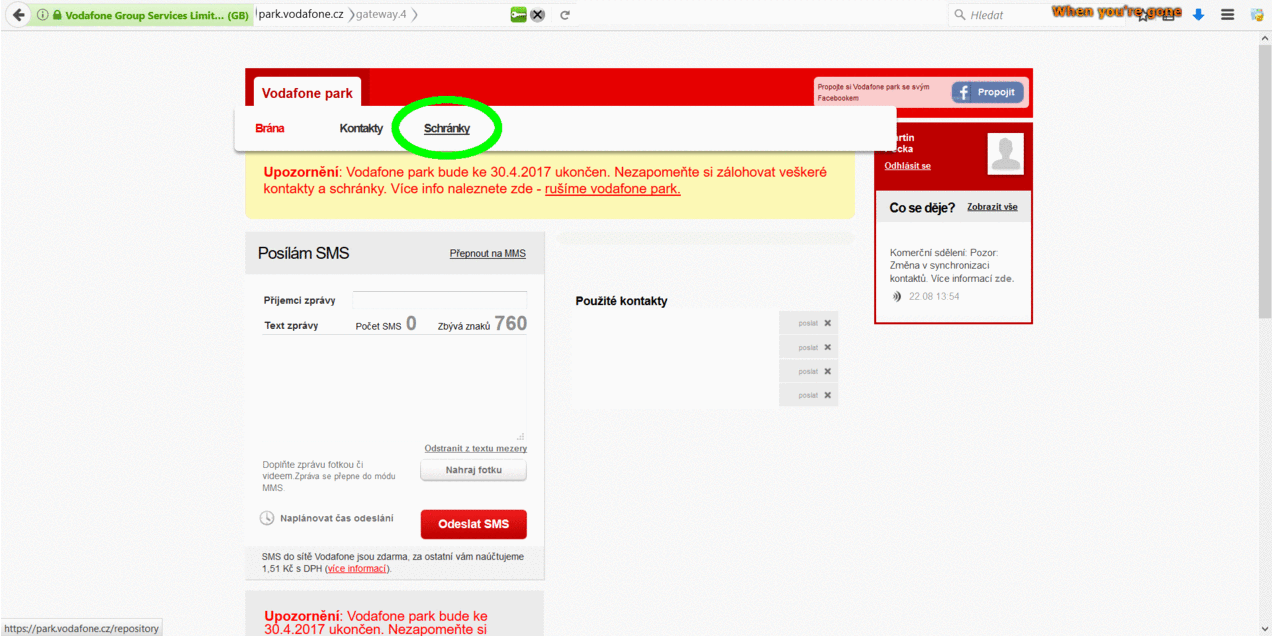 Vodafone Group Services Limit... (GB)
park.vodafone.cz
gateway.4
Hledat
When you're gone
Vodafone park
Propojte si Vodafone park se svým
Facebookem
Propojit
Brána
Kontakty
Schránky
Odhlásit se
Upozornění: Vodafone park bude ke 30.4.2017 ukončen. Nezapomeňte si zálohovat veškeré
kontakty a schránky. Více info naleznete zde - rušíme vodafone park.
Co se děje?
Zobrazit vše
Komerční sdělení: Pozor:
Změna v synchronizaci
kontaktů. Více informací zde.
22.08 13:54
Posílám SMS
Přepnout na MMS
Příjemci zprávy
Text zprávy
Počet SMS 0
Zbývá znaků 760
Použité kontakty
poslat
poslat
poslat
poslat
Odstranit z textu mezery
Doplňte zprávu fotkou či
videem.Zpráva se přepne do módu
MMS.
Nahraj fotku
Naplánovat čas odeslání
Odeslat SMS
SMS do sítě Vodafone jsou zdarma, za ostatní vám naúčtujeme
1,51 Kč s DPH (více informací).
Upozornění: Vodafone park bude ke
30.4.2017 ukončen. Nezapomeňte si
https://park.vodafone.cz/repository